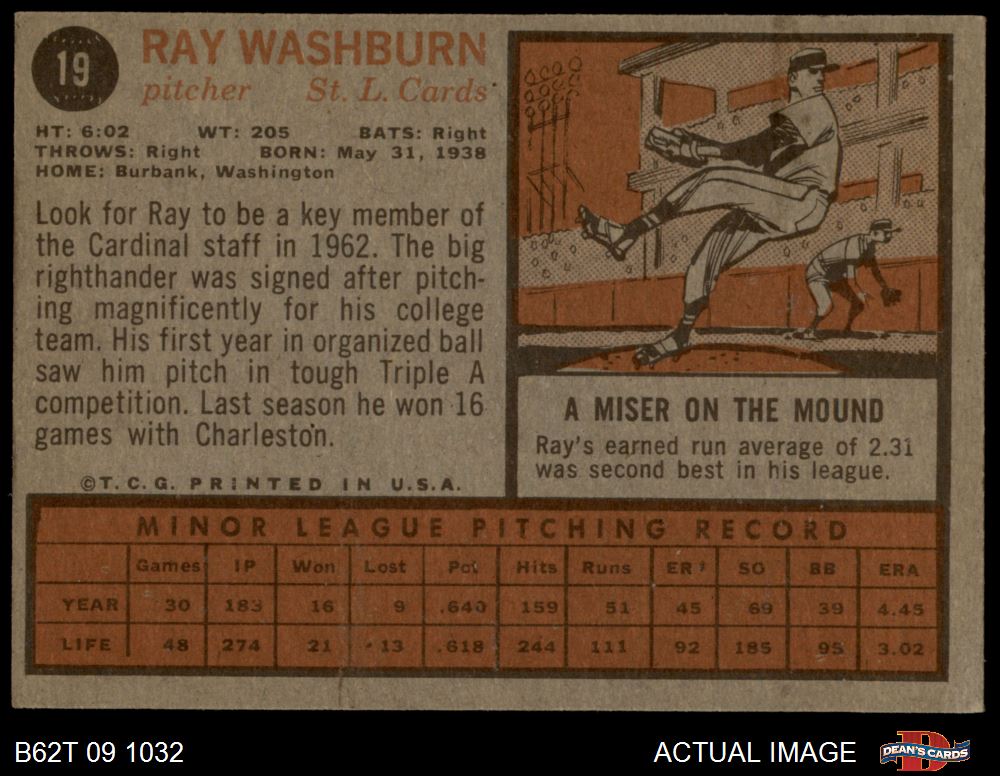 19
RAY WASHBURN
pitcher St. L. Cards
HT: 6:02 WT: 205 BATS: Right
THROWS: Right BORN: May 31, 1938
HOME: Burbank, Washington
Look for Ray to be a key member of
the Cardinal staff in 1962. The big
righthander was signed after pitch-
ing magnificently for his college
team. His first year in organized ball
saw him pitch in tough Triple A
competition. Last season he won 16
games with Charleston.
©T.C.G. PRINTED IN U.S.A.
A MISER ON THE MOUND
Ray's earned run average of 2.31
was second best in his league.
MINOR LEAGUE PITCHING RECORD
Games IP Won Lost Pct Hits Runs ER SO BB ERA
YEAR 30 183 16 9 .640 159 51 45 69 39 4.45
LIFE 48 274 21 13 .618 244 111 92 185 95 3.02
B62T 09 1032 ACTUAL IMAGE DEAN'S CARDS